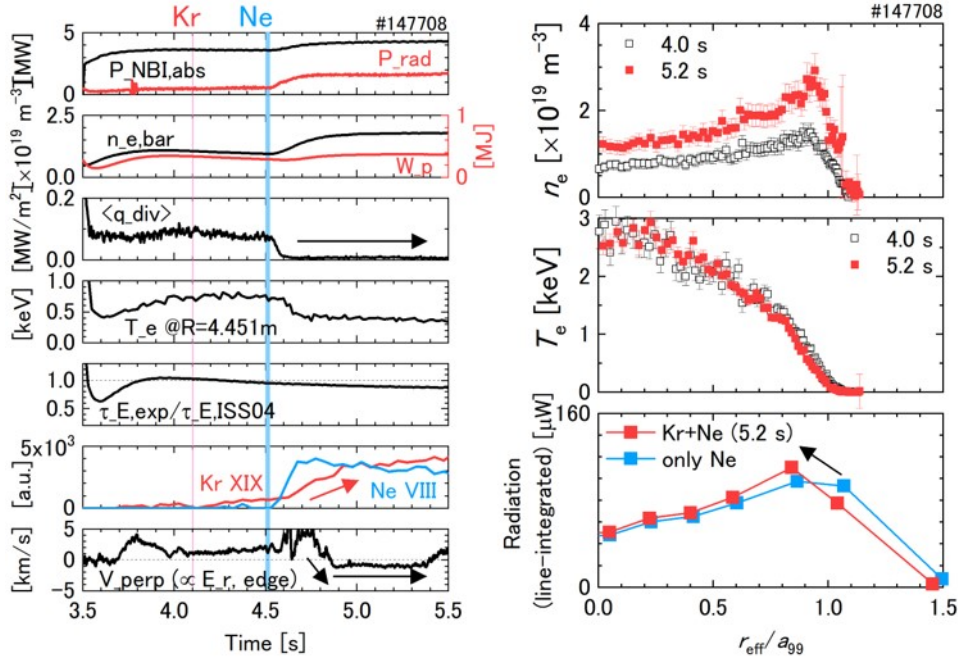 Kr Ne
#147708
5
[MW]
0
P_NBI,abs
P_rad
2.5
[×10^19 m^-3]
0.0
n_e,bar
W_p
1
[MJ]
0
0.2
[MW/m^2]
0.0
<q_div>
1.0
[keV]
0.5
T_e @R=4.451m
1.0
0.5
τ_E,exp/τ_E,ISS04
5×10^3
[a.u.]
0
Kr XIX
Ne VIII
5
[km/s]
0
-5
V_perp (∝ E_r, edge)
3.5 4.0 4.5 5.0 5.5
Time [s]
#147708
4
3
2
1
0
n_e [×10^19 m^-3]
4.0 s
5.2 s
3
2
1
0
T_e [keV]
4.0 s
5.2 s
160
0
Radiation
(line-integrated) [μW]
Kr+Ne (5.2 s)
only Ne
0.0 0.5 1.0 1.5
r_eff/a_99